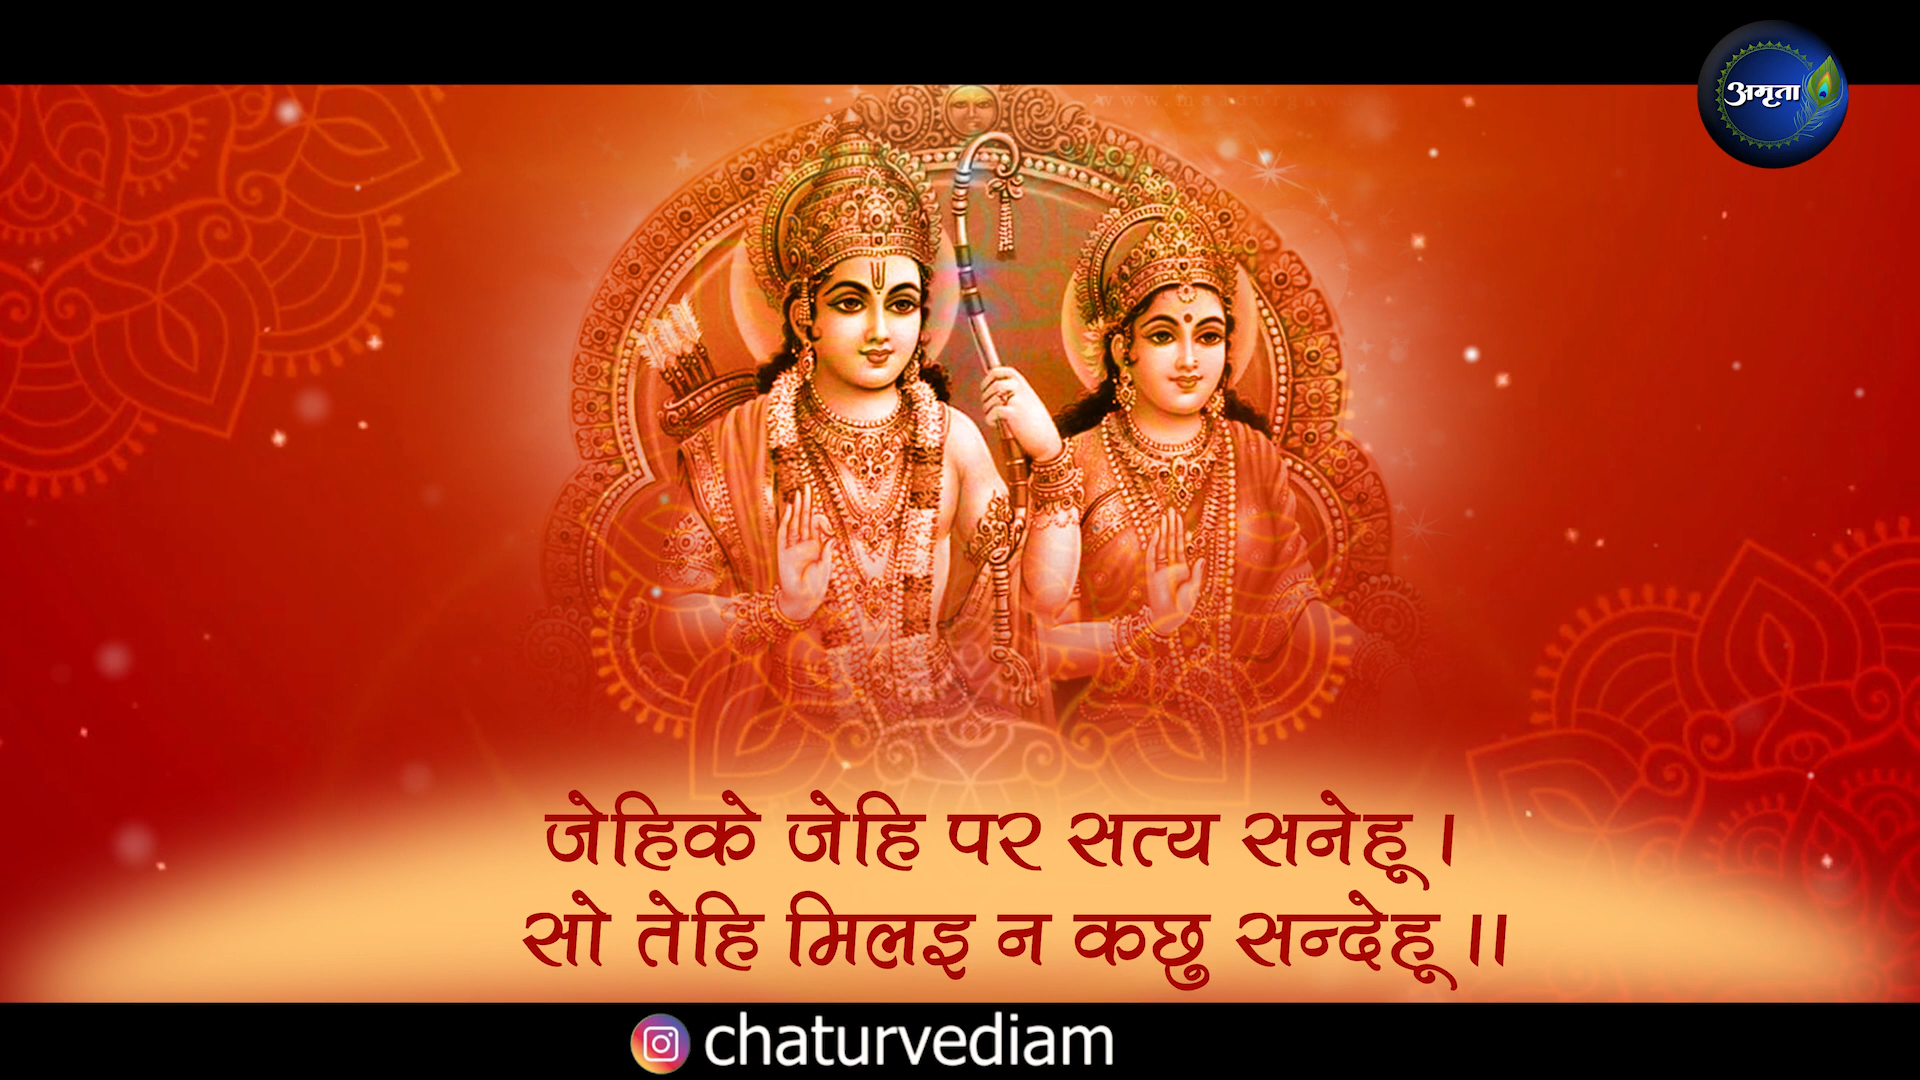 अमृता
जेहिके जेहि पर सत्य सनेहू ।
सो तेहि मिलइ न कछु सन्देहू ।।
chaturvediam